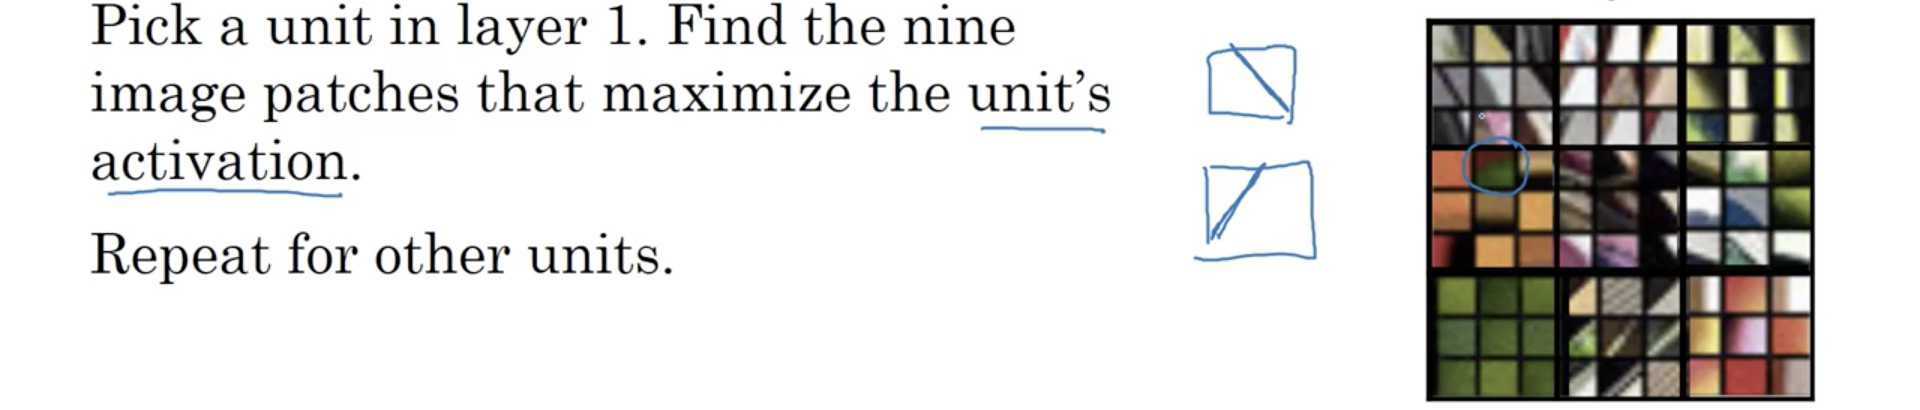 Pick a unit in layer 1. Find the nine
image patches that maximize the unit's
activation.
Repeat for other units.